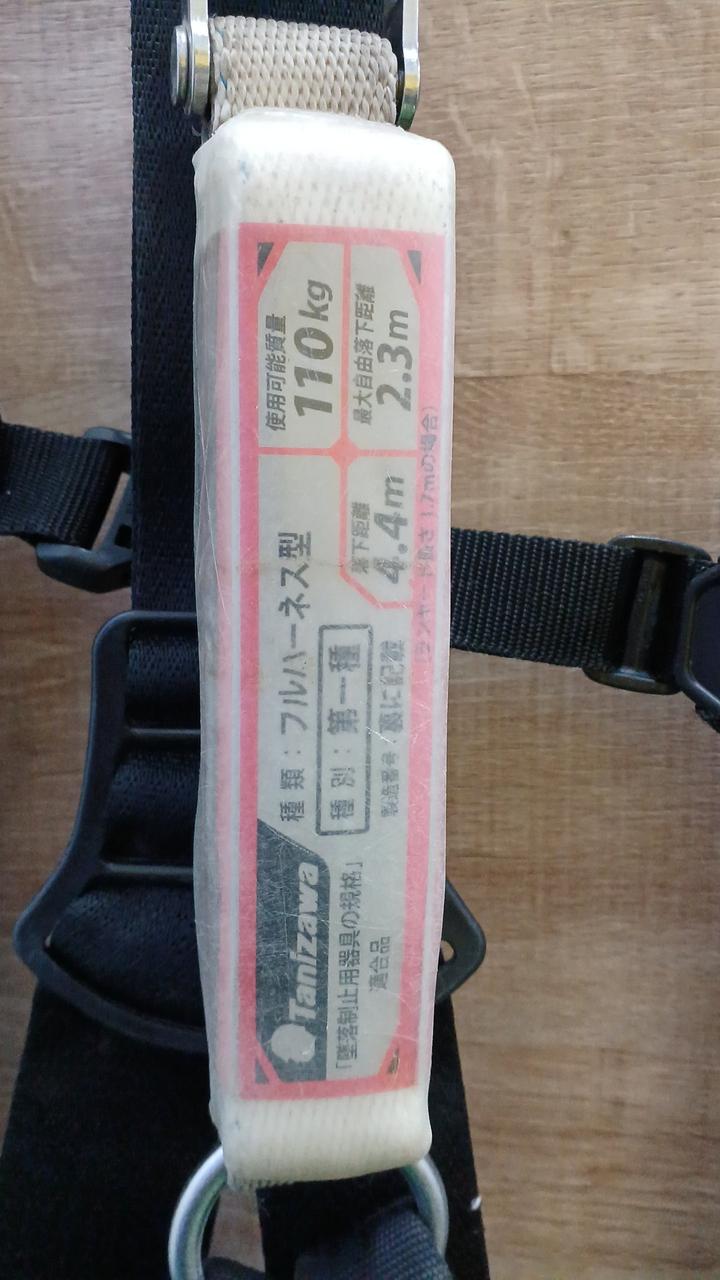 Tanizawa
「墜落制止用器具の規格」
適合品
種類：フルハーネス型
種別：第一種
製造番号：裏に記載
使用可能質量
110kg
最大自由落下距離
2.3m
落下距離
4.4m
(ランヤード長さ 1.7mの場合)